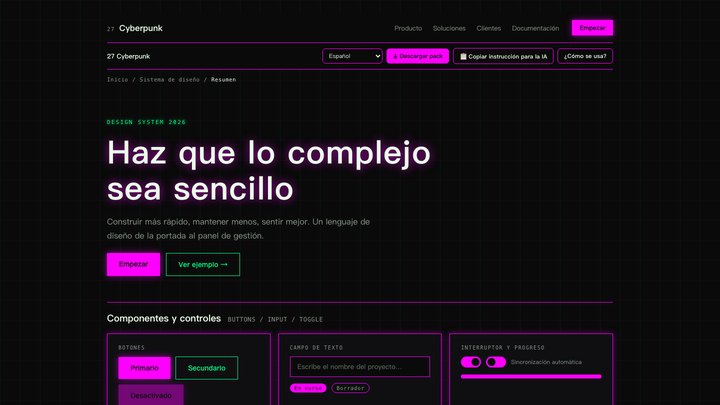 27 Cyberpunk
Producto Soluciones Clientes Documentación Empezar
27 Cyberpunk
Español Descargar pack Copiar instrucción para la IA ¿Cómo se usa?
Inicio / Sistema de diseño / Resumen
DESIGN SYSTEM 2026
Haz que lo complejo
sea sencillo
Construir más rápido, mantener menos, sentir mejor. Un lenguaje de
diseño de la portada al panel de gestión.
Empezar Ver ejemplo →
Componentes y controles BUTTONS / INPUT / TOGGLE
BOTONES
Primario Secundario
Desactivado
CAMPO DE TEXTO
Escribe el nombre del proyecto...
En curso Borrador
INTERRUPTOR Y PROGRESO
Sincronización automática